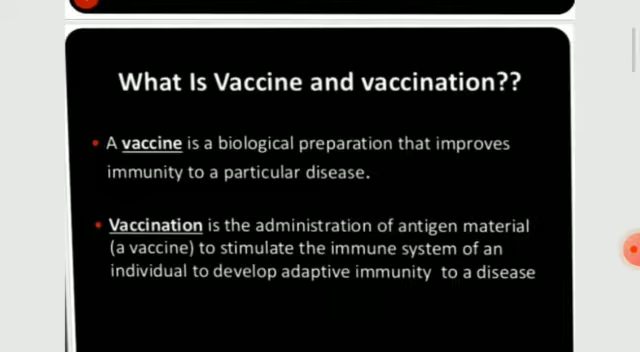 What Is Vaccine and vaccination??
• A vaccine is a biological preparation that improves
immunity to a particular disease.
• Vaccination is the administration of antigen material
(a vaccine) to stimulate the immune system of an
individual to develop adaptive immunity to a disease